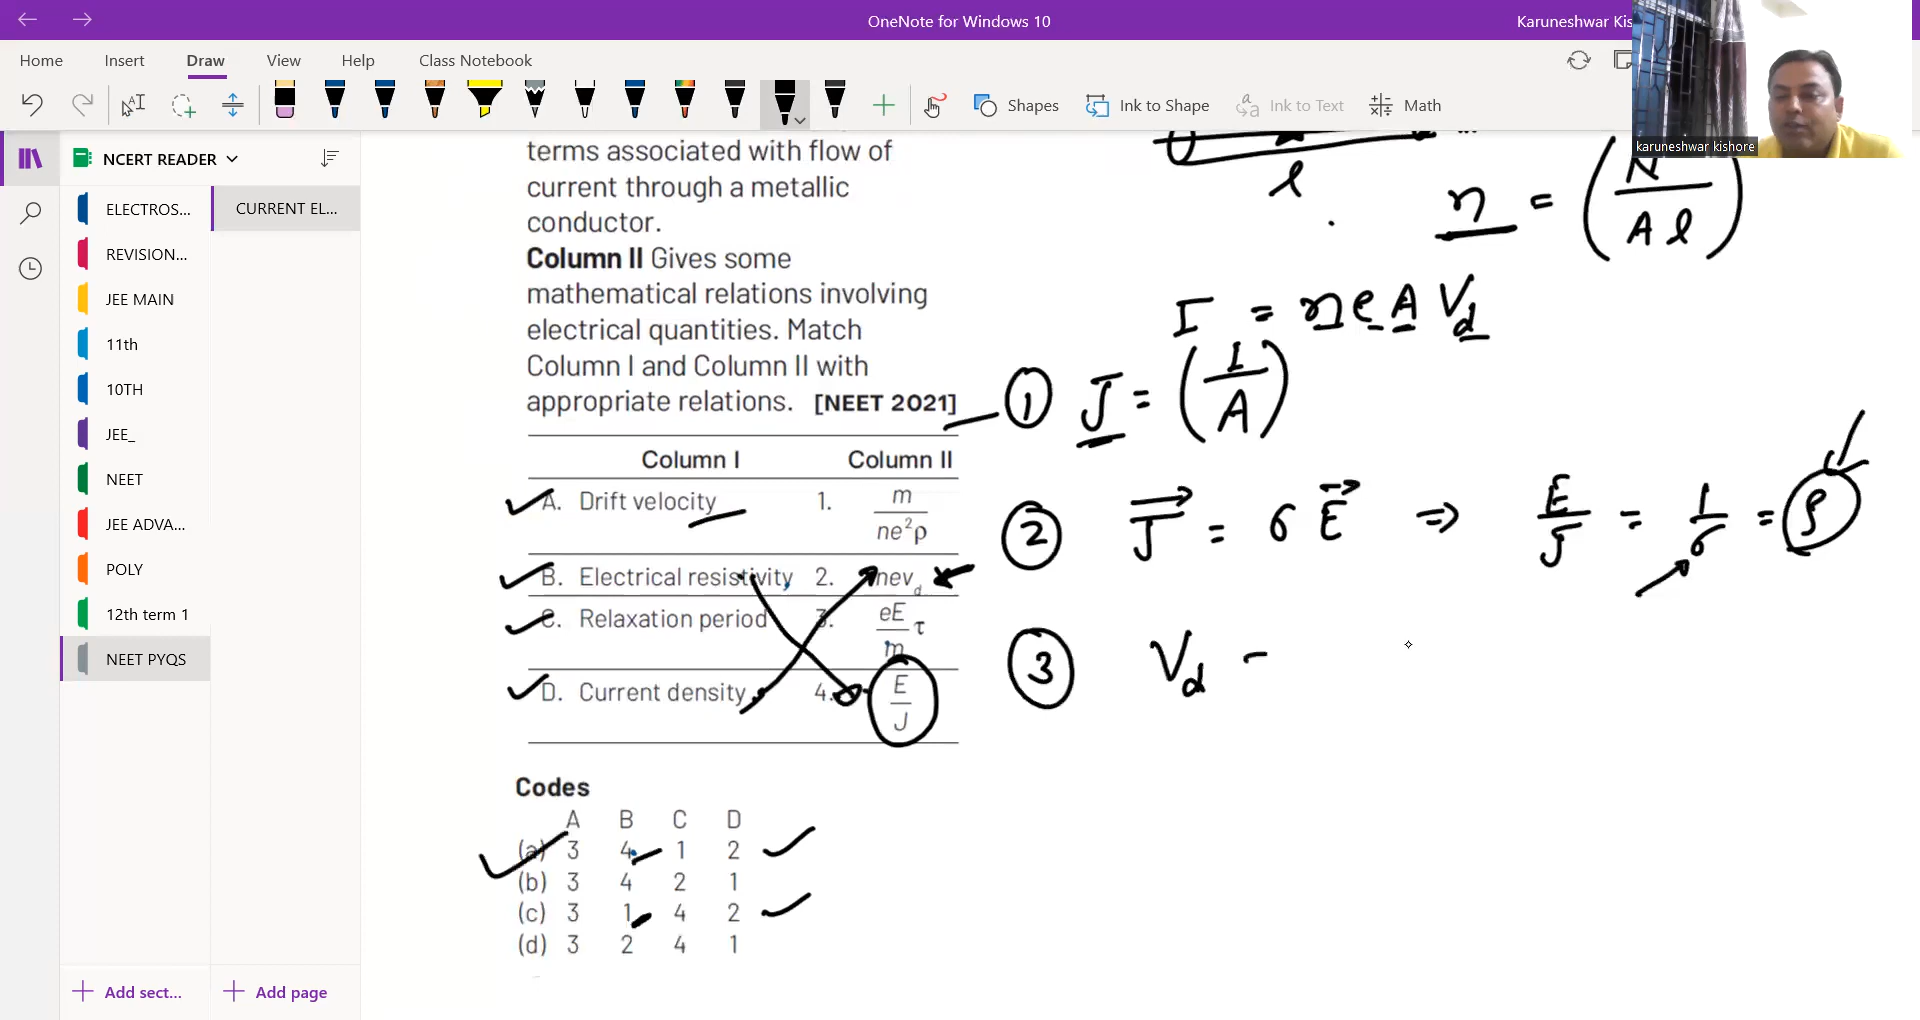 OneNote for Windows 10
Karuneshwar Kis
Home Insert Draw View Help Class Notebook
Shapes Ink to Shape Ink to Text Math
karuneshwar kishore
NCERT READER
ELECTROS...
REVISION...
JEE MAIN
11th
10TH
JEE_
NEET
JEE ADVA...
POLY
12th term 1
NEET PYQS
Add sect...
CURRENT EL...
Add page
terms associated with flow of
current through a metallic
conductor.
Column II Gives some
mathematical relations involving
electrical quantities. Match
Column I and Column II with
appropriate relations. [NEET 2021]
Column I Column II
A. Drift velocity 1. m / ne²ρ
B. Electrical resistivity 2. nev_d
C. Relaxation period 3. eE / m τ
D. Current density 4. E / J
Codes
A B C D
(a) 3 4 1 2
(b) 3 4 2 1
(c) 3 1 4 2
(d) 3 2 4 1
l
n = (N / A l)
I = n e A V_d
1 J = (I / A)
2 J = σ E ⇒ E / J = 1 / σ = ρ
3 V_d -